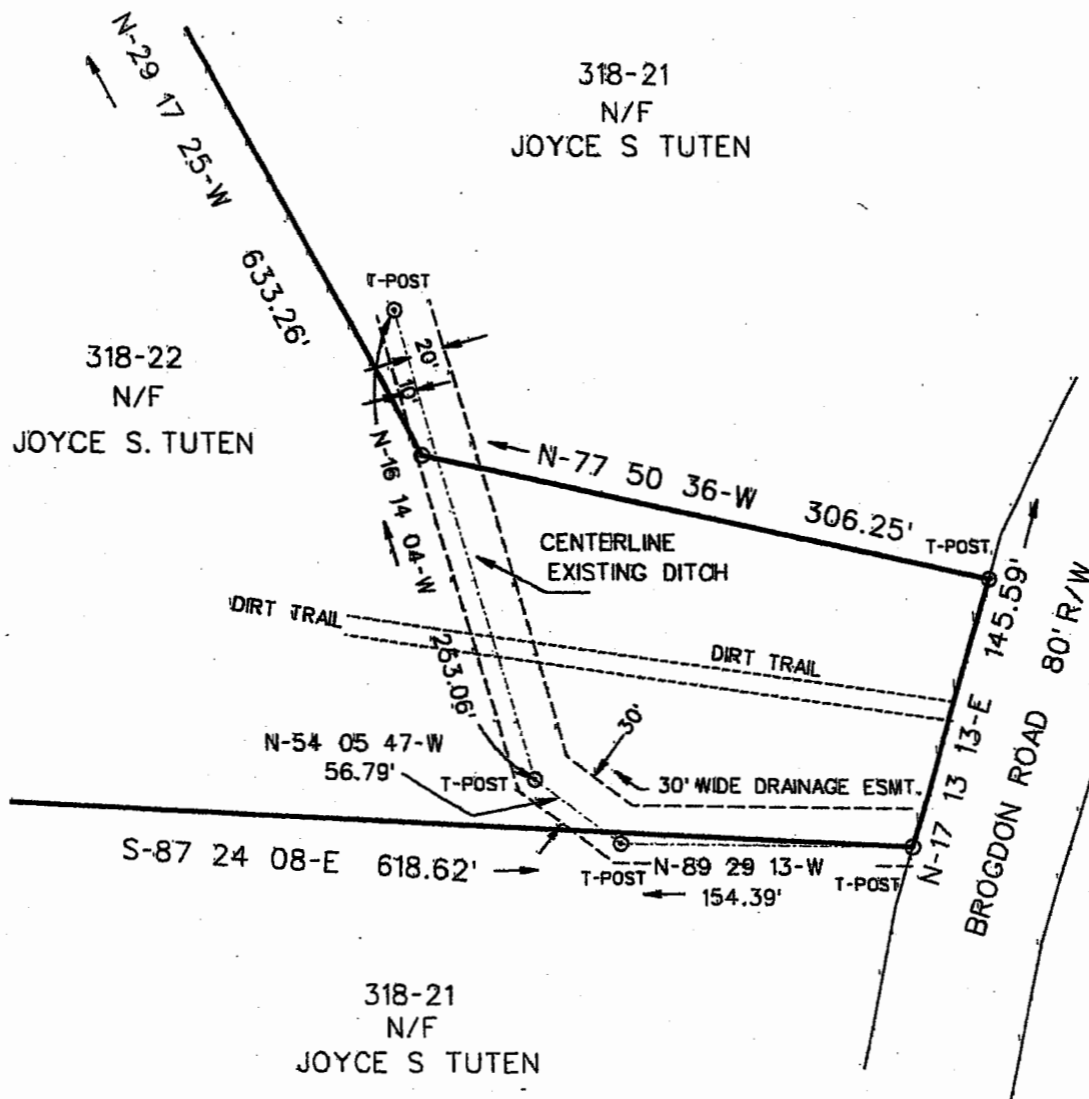 N-29 17 25-W 633.26'
318-21
N/F
JOYCE S TUTEN
T-POST
20'
10'
318-22
N/F
JOYCE S. TUTEN
N-16 14 04-W 253.06'
N-77 50 36-W 306.25'
T-POST
CENTERLINE
EXISTING DITCH
N-17 13 13-E 145.59'
BROGDON ROAD 80' R/W
DIRT TRAIL
DIRT TRAIL
N-54 05 47-W
56.79'
T-POST
30'
30' WIDE DRAINAGE ESMT.
S-87 24 08-E 618.62'
T-POST
N-89 29 13-W
154.39'
T-POST
318-21
N/F
JOYCE S TUTEN